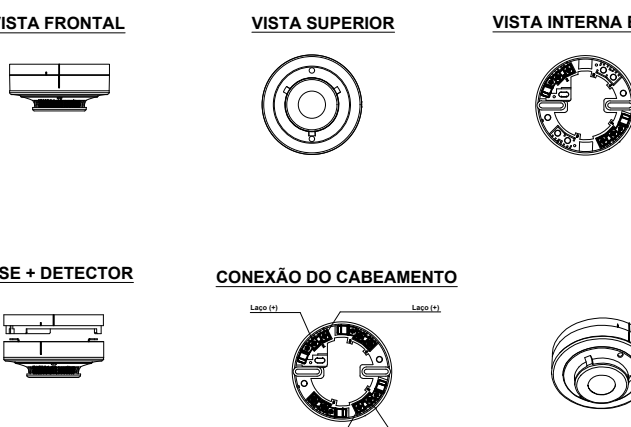 VISTA FRONTAL
VISTA SUPERIOR
VISTA INTERNA
SE + DETECTOR
CONEXÃO DO CABEAMENTO
Laço (+)
Laço (+)